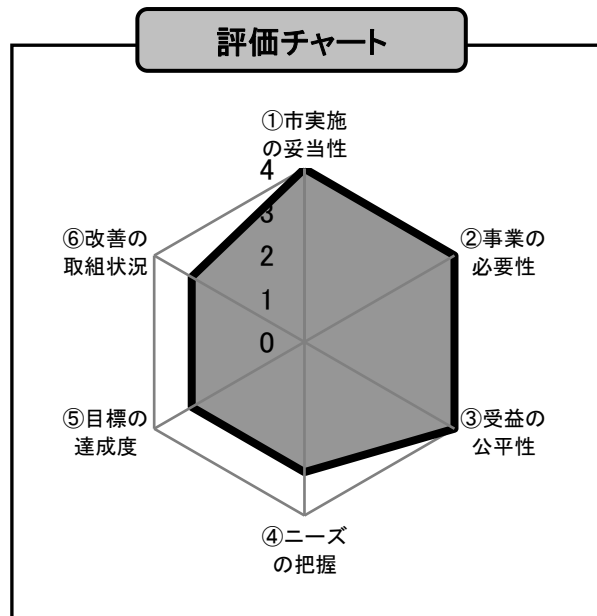 評価チャート
①市実施
の妥当性
4
3
2
1
0
②事業の
必要性
③受益の
公平性
④ニーズ
の把握
⑤目標の
達成度
⑥改善の
取組状況